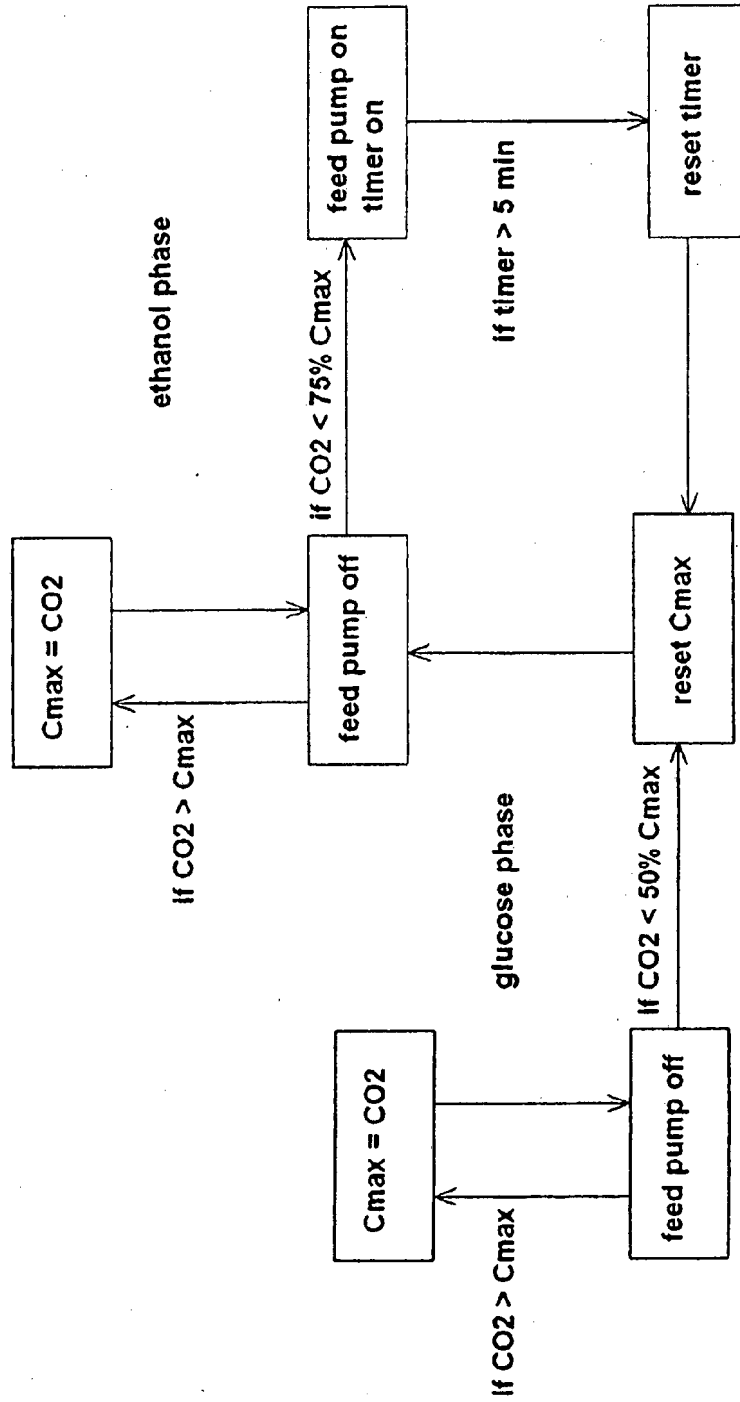 ethanol phase
Cmax = CO2
If CO2 > Cmax
feed pump off
if CO2 < 75% Cmax
feed pump on
timer on
if timer > 5 min
reset timer
reset Cmax
glucose phase
Cmax = CO2
If CO2 > Cmax
feed pump off
If CO2 < 50% Cmax